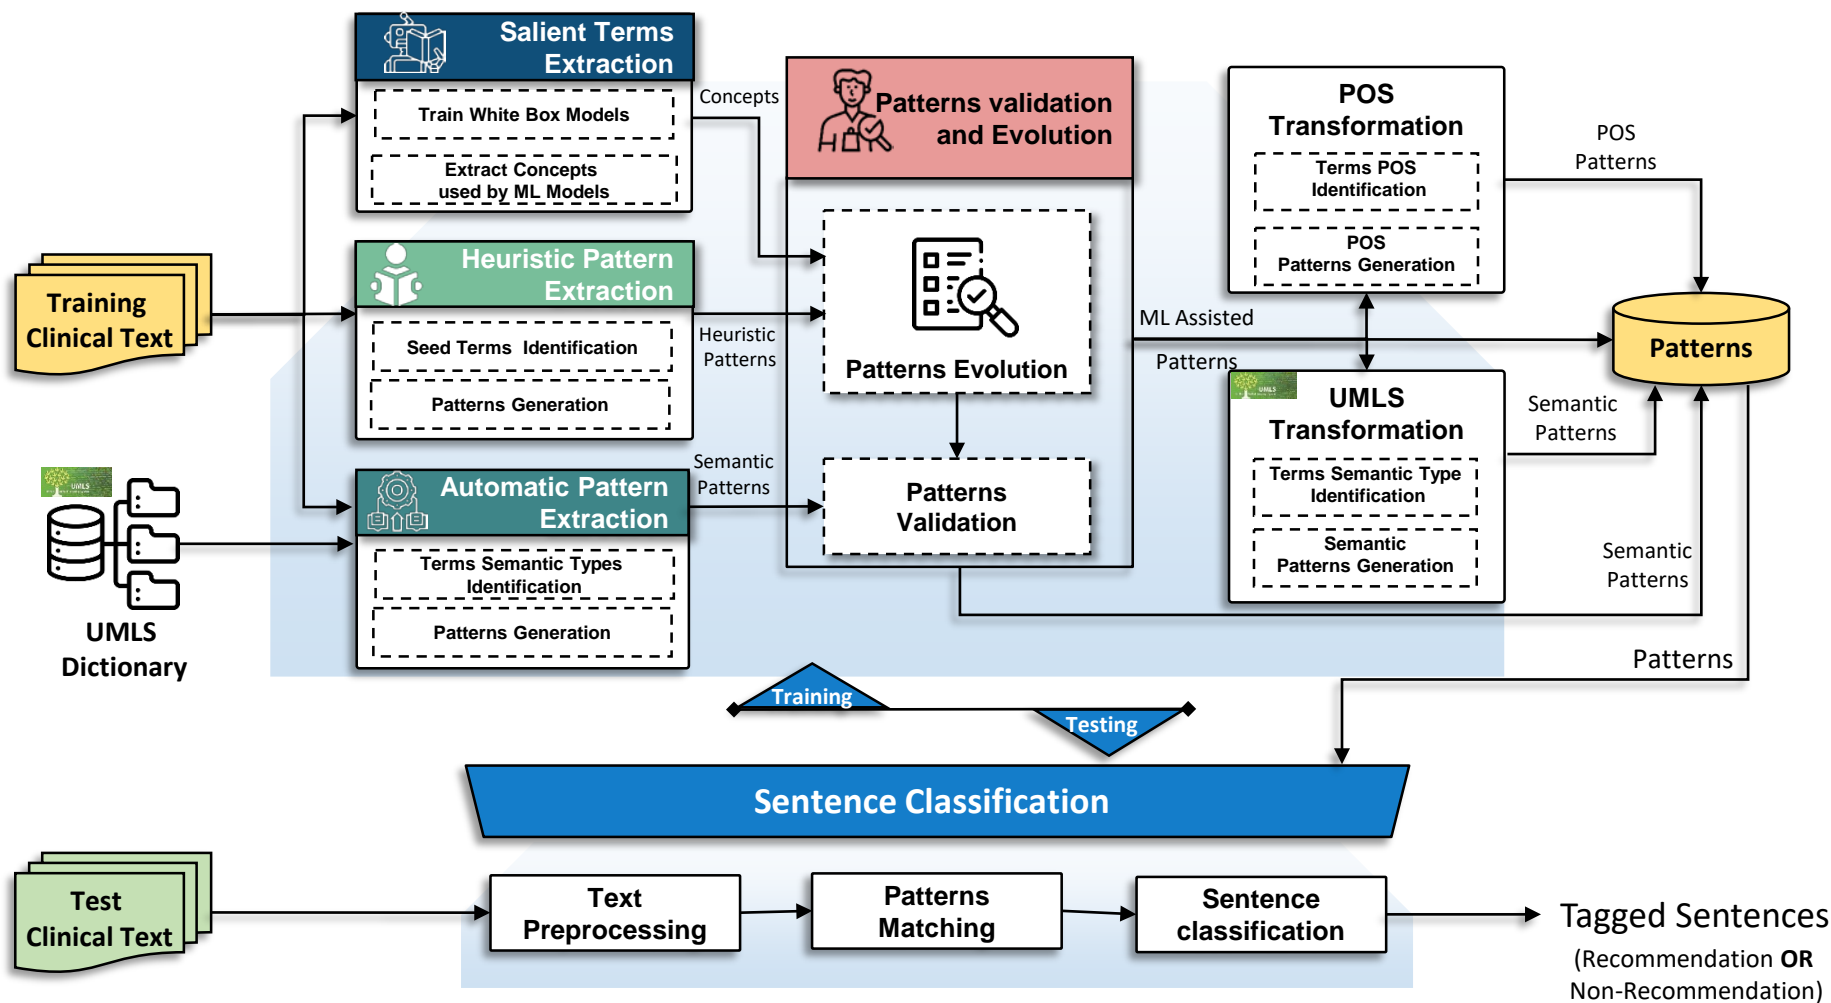 Salient Terms
Extraction
Train White Box Models
Extract Concepts
used by ML Models
Concepts
Patterns validation
and Evolution
POS
Transformation
Terms POS
Identification
POS
Patterns Generation
POS
Patterns
Training
Clinical Text
Heuristic Pattern
Extraction
Seed Terms Identification
Patterns Generation
Heuristic
Patterns
Patterns Evolution
ML Assisted
Patterns
Patterns
UMLS
UMLS
Transformation
Terms Semantic Type
Identification
Semantic
Patterns Generation
Semantic
Patterns
UMLS
UMLS
Dictionary
Automatic Pattern
Extraction
Terms Semantic Types
Identification
Patterns Generation
Semantic
Patterns
Patterns
Validation
Semantic
Patterns
Patterns
Training
Testing
Sentence Classification
Test
Clinical Text
Text
Preprocessing
Patterns
Matching
Sentence
classification
Tagged Sentences
(Recommendation OR
Non-Recommendation)